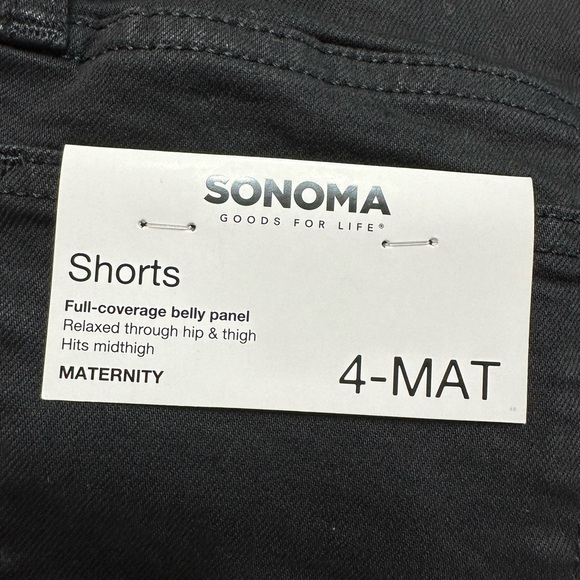 SONOMA
GOODS FOR LIFE®
Shorts
Full-coverage belly panel
Relaxed through hip & thigh
Hits midthigh
MATERNITY
4-MAT